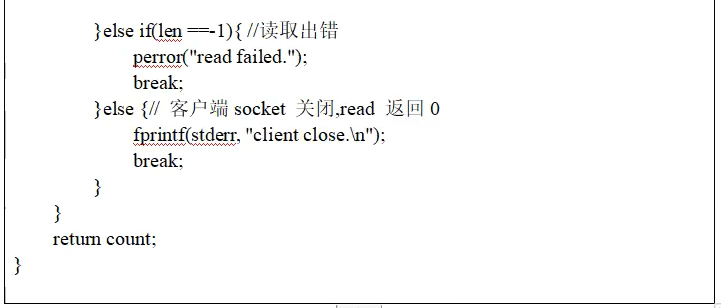 }else if(len ==-1){ //读取出错
perror("read failed.");
break;
}else {// 客户端 socket 关闭,read 返回 0
fprintf(stderr, "client close.\n");
break;
}
}
return count;
}